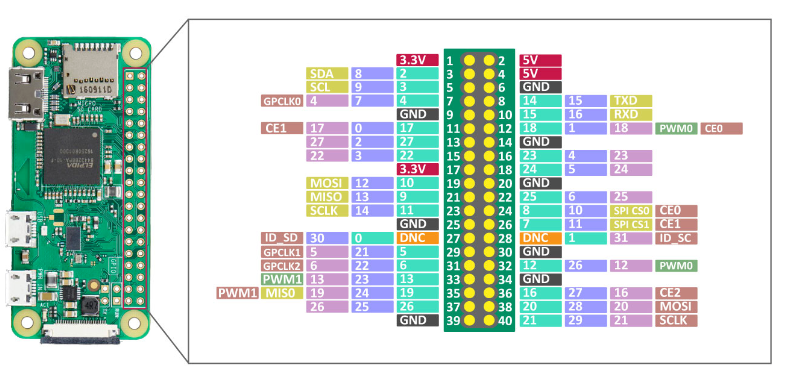 3.3V 1 2 5V
SDA 8 2 3 4 5V
SCL 9 3 5 6 GND
GPCLK0 4 7 4 7 8 14 15 TXD
GND 9 10 15 16 RXD
CE1 17 0 17 11 12 18 1 18 PWM0 CE0
27 2 27 13 14 GND
22 3 22 15 16 23 4 23
3.3V 17 18 24 5 24
MOSI 12 10 19 20 GND
MISO 13 9 21 22 25 6 25
SCLK 14 11 23 24 8 10 SPI CS0 CE0
GND 25 26 7 11 SPI CS1 CE1
ID_SD 30 0 DNC 27 28 DNC 1 31 ID_SC
GPCLK1 5 21 5 29 30 GND
GPCLK2 6 22 6 31 32 12 26 12 PWM0
PWM1 13 23 13 33 34 GND
PWM1 MIS0 19 24 19 35 36 16 27 16 CE2
26 25 26 37 38 20 28 20 MOSI
GND 39 40 21 29 21 SCLK
MICRO
SD CARD
ELPIDA
GPIO